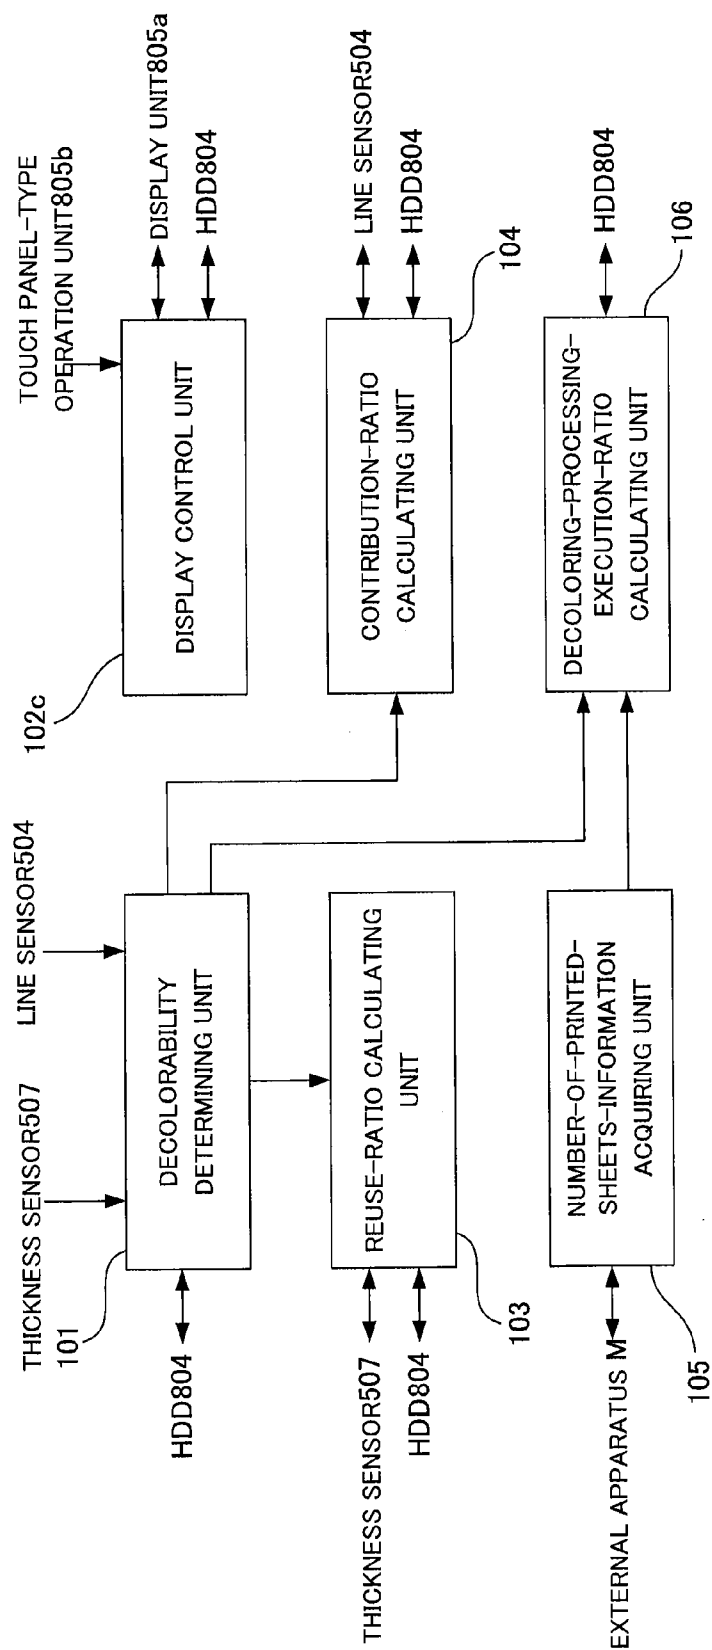 THICKNESS SENSOR507
LINE SENSOR504
101
HDD804
DECOLORABILITY
DETERMINING UNIT
TOUCH PANEL-TYPE
OPERATION UNIT805b
102c
DISPLAY CONTROL UNIT
DISPLAY UNIT805a
HDD804
THICKNESS SENSOR507
HDD804
REUSE-RATIO CALCULATING
UNIT
103
CONTRIBUTION-RATIO
CALCULATING UNIT
LINE SENSOR504
HDD804
104
EXTERNAL APPARATUS M
NUMBER-OF-PRINTED-
SHEETS-INFORMATION
ACQUIRING UNIT
105
DECOLORING-PROCESSING-
EXECUTION-RATIO
CALCULATING UNIT
HDD804
106